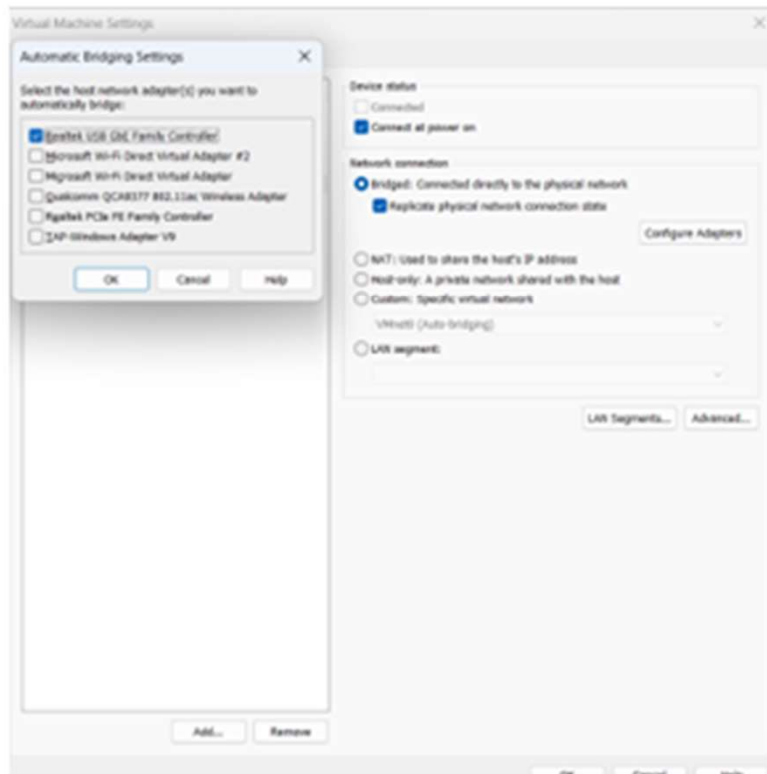 Virtual Machine Settings
Automatic Bridging Settings
Select the host network adapter(s) you want to
automatically bridge:
Realtek USB GbE Family Controller
Microsoft Wi-Fi Direct Virtual Adapter #2
Microsoft Wi-Fi Direct Virtual Adapter
Qualcomm QCA9377 802.11ac Wireless Adapter
Realtek PCIe FE Family Controller
TAP-Windows Adapter V9
OK
Cancel
Help
Device status
Connected
Connect at power on
Network connection
Bridged: Connected directly to the physical network
Replicate physical network connection state
Configure Adapters
NAT: Used to share the host's IP address
Host-only: A private network shared with the host
Custom: Specific virtual network
VMnet0 (Auto-bridging)
LAN segment:
LAN Segments...
Advanced...
Add...
Remove
OK
Cancel
Help